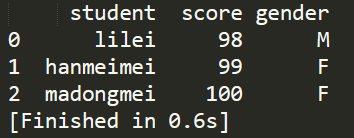 student score gender
0 lilei 98 M
1 hanmeimei 99 F
2 madongmei 100 F
[Finished in 0.6s]